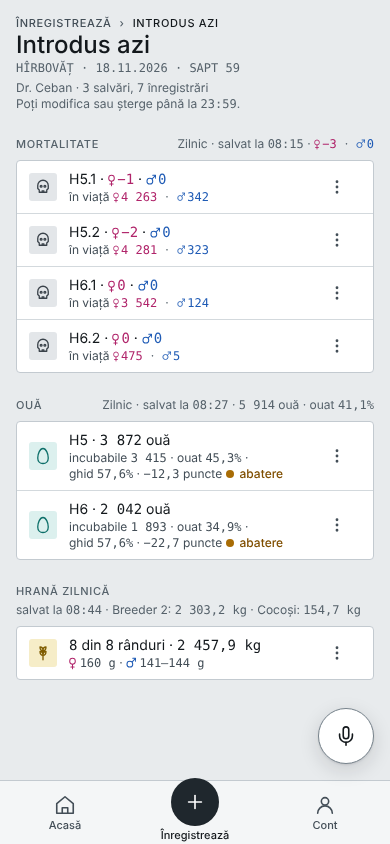 ÎNREGISTREAZĂ › INTRODUS AZI
Introdus azi
HÎRBOVĂȚ · 18.11.2026 · SAPT 59
Dr. Ceban · 3 salvări, 7 înregistrări
Poți modifica sau șterge până la 23:59.
MORTALITATE Zilnic · salvat la 08:15 · ♀−3 · ♂0
H5.1 · ♀−1 · ♂0
în viață ♀4 263 · ♂342
H5.2 · ♀−2 · ♂0
în viață ♀4 281 · ♂323
H6.1 · ♀0 · ♂0
în viață ♀3 542 · ♂124
H6.2 · ♀0 · ♂0
în viață ♀475 · ♂5
OUĂ Zilnic · salvat la 08:27 · 5 914 ouă · ouat 41,1%
H5 · 3 872 ouă
incubabile 3 415 · ouat 45,3% ·
ghid 57,6% · −12,3 puncte ● abatere
H6 · 2 042 ouă
incubabile 1 893 · ouat 34,9% ·
ghid 57,6% · −22,7 puncte ● abatere
HRANĂ ZILNICĂ
salvat la 08:44 · Breeder 2: 2 303,2 kg · Cocoși: 154,7 kg
8 din 8 rânduri · 2 457,9 kg
♀160 g · ♂141–144 g
Acasă
Înregistrează
Cont